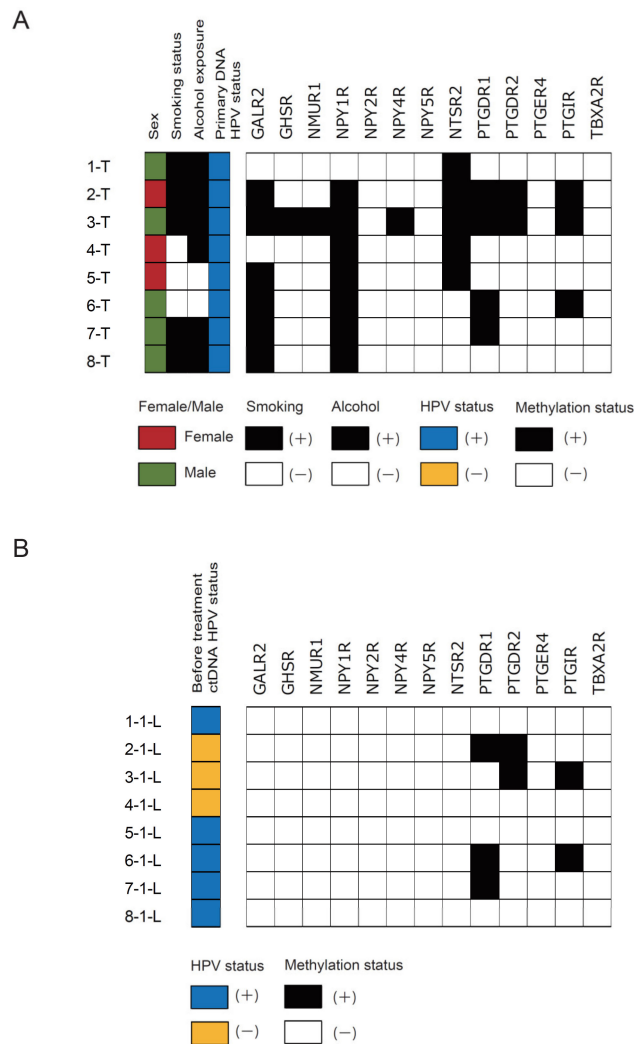 A
Sex
Smoking status
Alcohol exposure
Primary DNA
HPV status
GALR2
GHSR
NMUR1
NPY1R
NPY2R
NPY4R
NPY5R
NTSR2
PTGDR1
PTGDR2
PTGER4
PTGIR
TBXA2R
1-T
2-T
3-T
4-T
5-T
6-T
7-T
8-T
Female/Male Smoking Alcohol HPV status Methylation status
Female (+) (+) (+) (+)
Male (−) (−) (−) (−)
B
Before treatment
ctDNA HPV status
GALR2
GHSR
NMUR1
NPY1R
NPY2R
NPY4R
NPY5R
NTSR2
PTGDR1
PTGDR2
PTGER4
PTGIR
TBXA2R
1-1-L
2-1-L
3-1-L
4-1-L
5-1-L
6-1-L
7-1-L
8-1-L
HPV status Methylation status
(+) (+)
(−) (−)